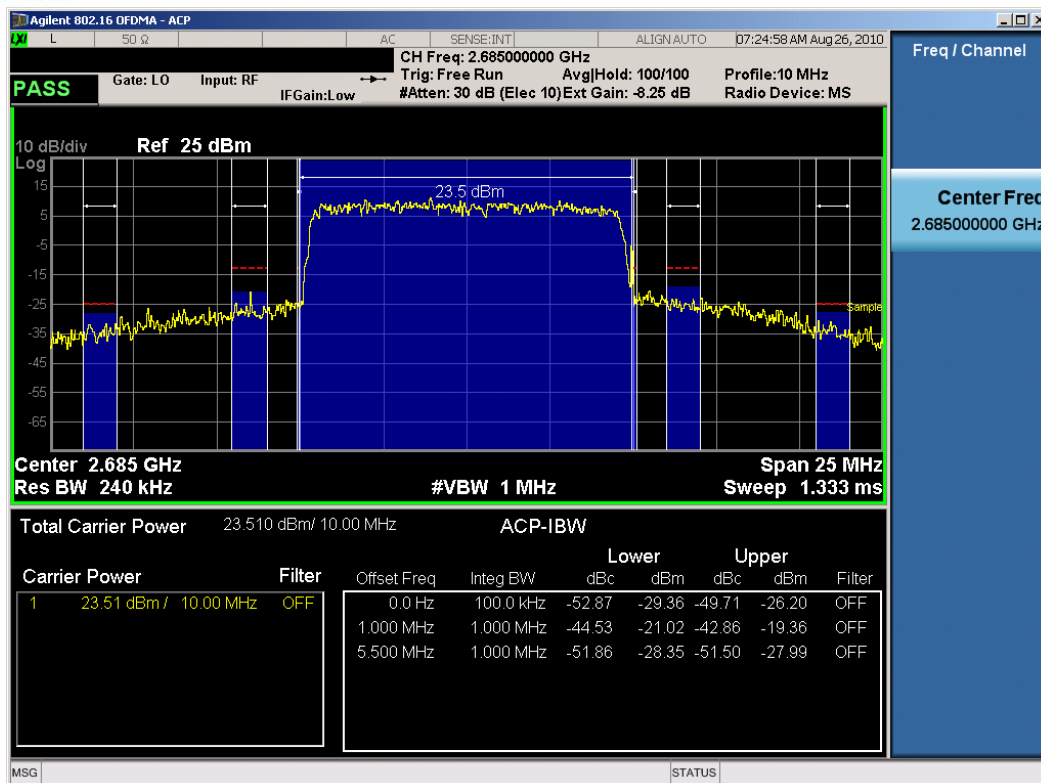 Agilent 802.16 OFDMA - ACP
LXI L 50 Ω AC SENSE:INT ALIGN AUTO 07:24:58 AM Aug 26, 2010
CH Freq: 2.685000000 GHz
PASS Gate: LO Input: RF Trig: Free Run Avg|Hold: 100/100 Profile:10 MHz
IFGain:Low #Atten: 30 dB (Elec 10) Ext Gain: -8.25 dB Radio Device: MS
10 dB/div Ref 25 dBm
Log
15
23.5 dBm
5
-5
-15
-25
Sample
-35
-45
-55
-65
Center 2.685 GHz Span 25 MHz
Res BW 240 kHz #VBW 1 MHz Sweep 1.333 ms
Total Carrier Power 23.510 dBm/ 10.00 MHz ACP-IBW
Lower Upper
Carrier Power Filter Offset Freq Integ BW dBc dBm dBc dBm Filter
1 23.51 dBm / 10.00 MHz OFF 0.0 Hz 100.0 kHz -52.87 -29.36 -49.71 -26.20 OFF
1.000 MHz 1.000 MHz -44.53 -21.02 -42.86 -19.36 OFF
5.500 MHz 1.000 MHz -51.86 -28.35 -51.50 -27.99 OFF
MSG STATUS
Freq / Channel
Center Freq
2.685000000 GHz